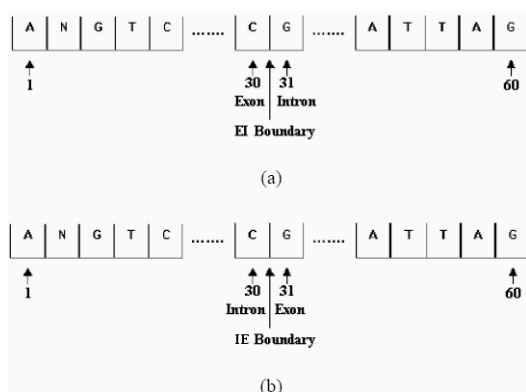 A N G T C ....... C G ....... A T T A G
1 30 31 60
Exon Intron
EI Boundary
(a)
A N G T C ....... C G ....... A T T A G
1 30 31 60
Intron Exon
IE Boundary
(b)